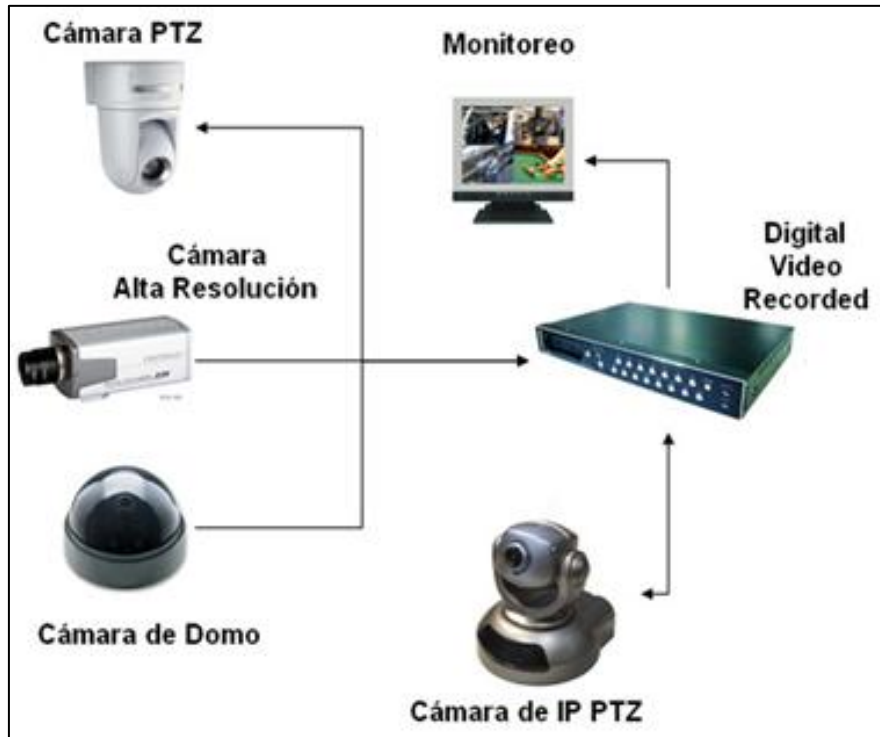 Cámara PTZ
Monitoreo
Cámara
Alta Resolución
Digital
Video
Recorded
Cámara de Domo
Cámara de IP PTZ